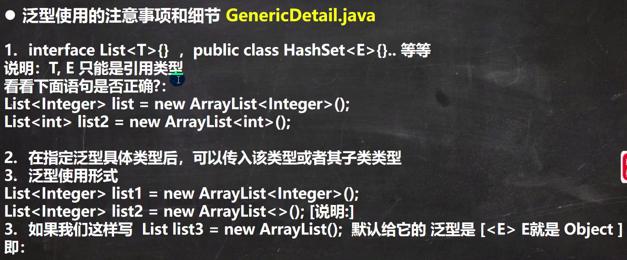 ● 泛型使用的注意事项和细节 GenericDetail.java
1. interface List<T>{} , public class HashSet<E>{}.. 等等
说明：T, E 只能是引用类型
看看下面语句是否正确?：
List<Integer> list = new ArrayList<Integer>();
List<int> list2 = new ArrayList<int>();
2. 在指定泛型具体类型后，可以传入该类型或者其子类类型
3. 泛型使用形式
List<Integer> list1 = new ArrayList<Integer>();
List<Integer> list2 = new ArrayList<>(); [说明:]
3. 如果我们这样写 List list3 = new ArrayList(); 默认给它的 泛型是 [<E> E就是 Object ]
即：